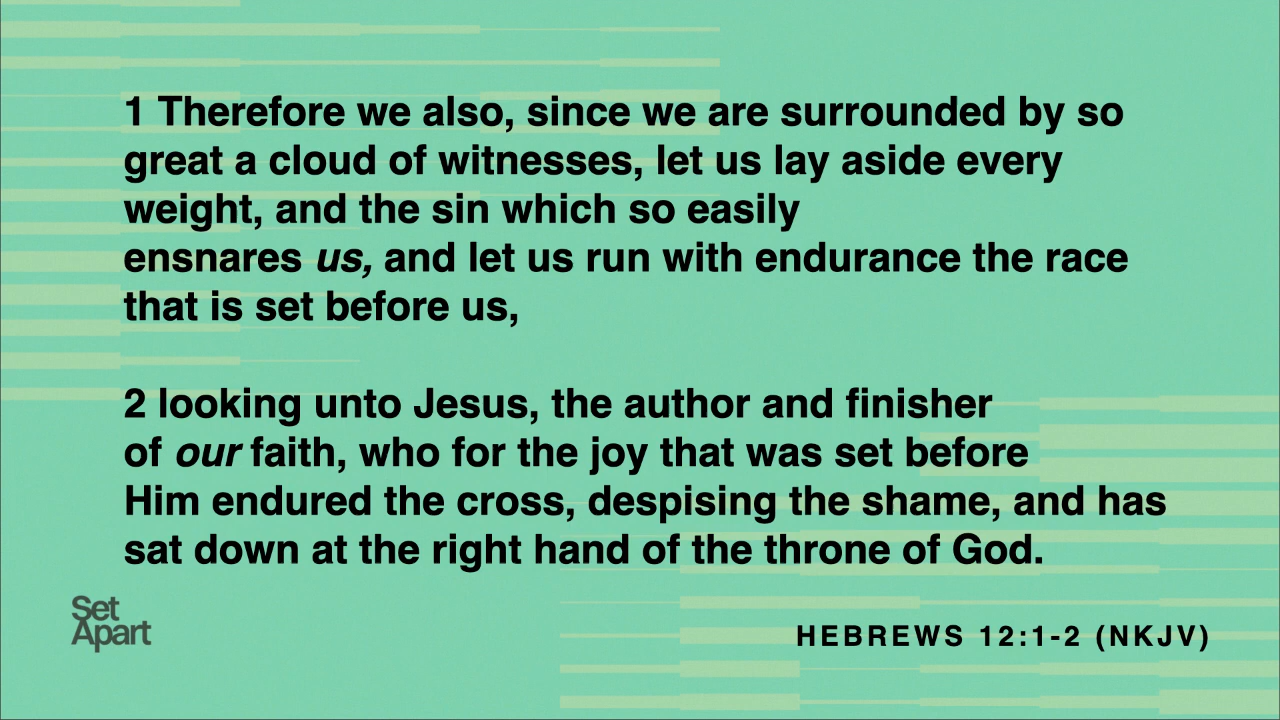 1 Therefore we also, since we are surrounded by so
great a cloud of witnesses, let us lay aside every
weight, and the sin which so easily
ensnares us, and let us run with endurance the race
that is set before us,
2 looking unto Jesus, the author and finisher
of our faith, who for the joy that was set before
Him endured the cross, despising the shame, and has
sat down at the right hand of the throne of God.
Set
Apart
HEBREWS 12:1-2 (NKJV)